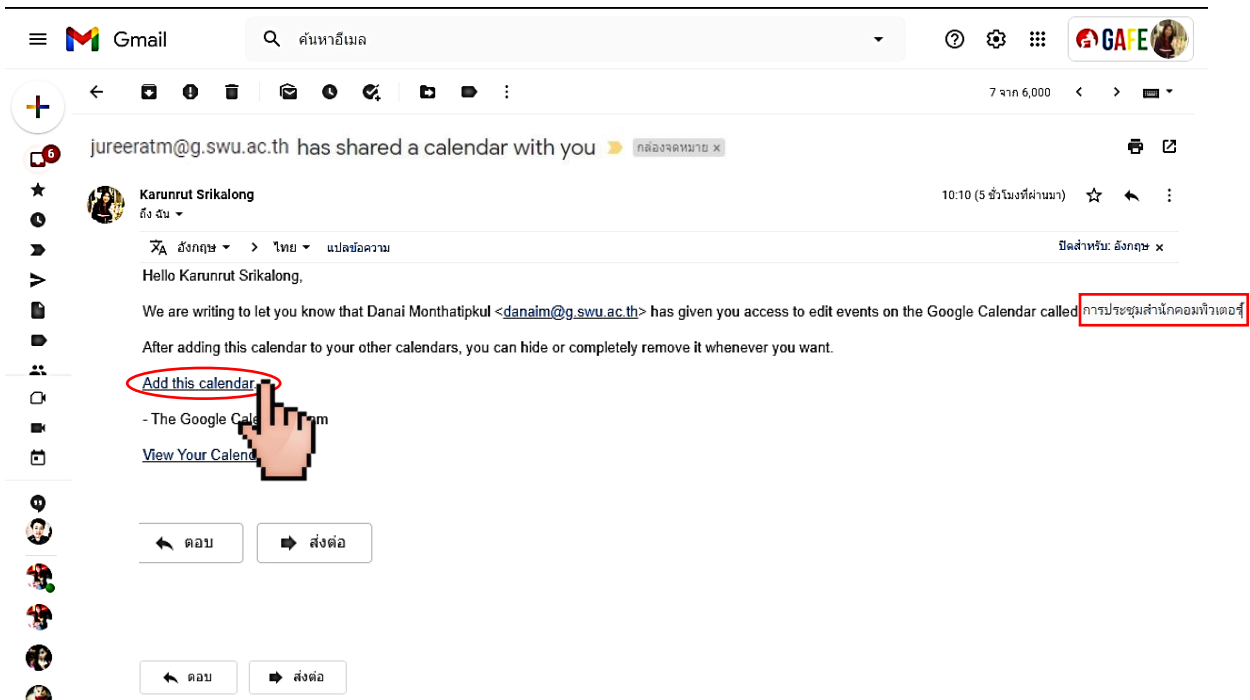 Gmail
ค้นหาอีเมล
GAFE
7 จาก 6,000
6
jureeratm@g.swu.ac.th has shared a calendar with you
กล่องจดหมาย x
Karunrut Srikalong
10:10 (5 ชั่วโมงที่ผ่านมา)
ถึง ฉัน
อังกฤษ > ไทย แปลข้อความ
ปิดสำหรับ: อังกฤษ x
Hello Karunrut Srikalong,
We are writing to let you know that Danai Monthatipkul <danaim@g.swu.ac.th> has given you access to edit events on the Google Calendar called การประชุมสำนักคอมพิวเตอร์
After adding this calendar to your other calendars, you can hide or completely remove it whenever you want.
Add this calendar.
- The Google Cale m
View Your Calend
ตอบ
ส่งต่อ
ตอบ
ส่งต่อ